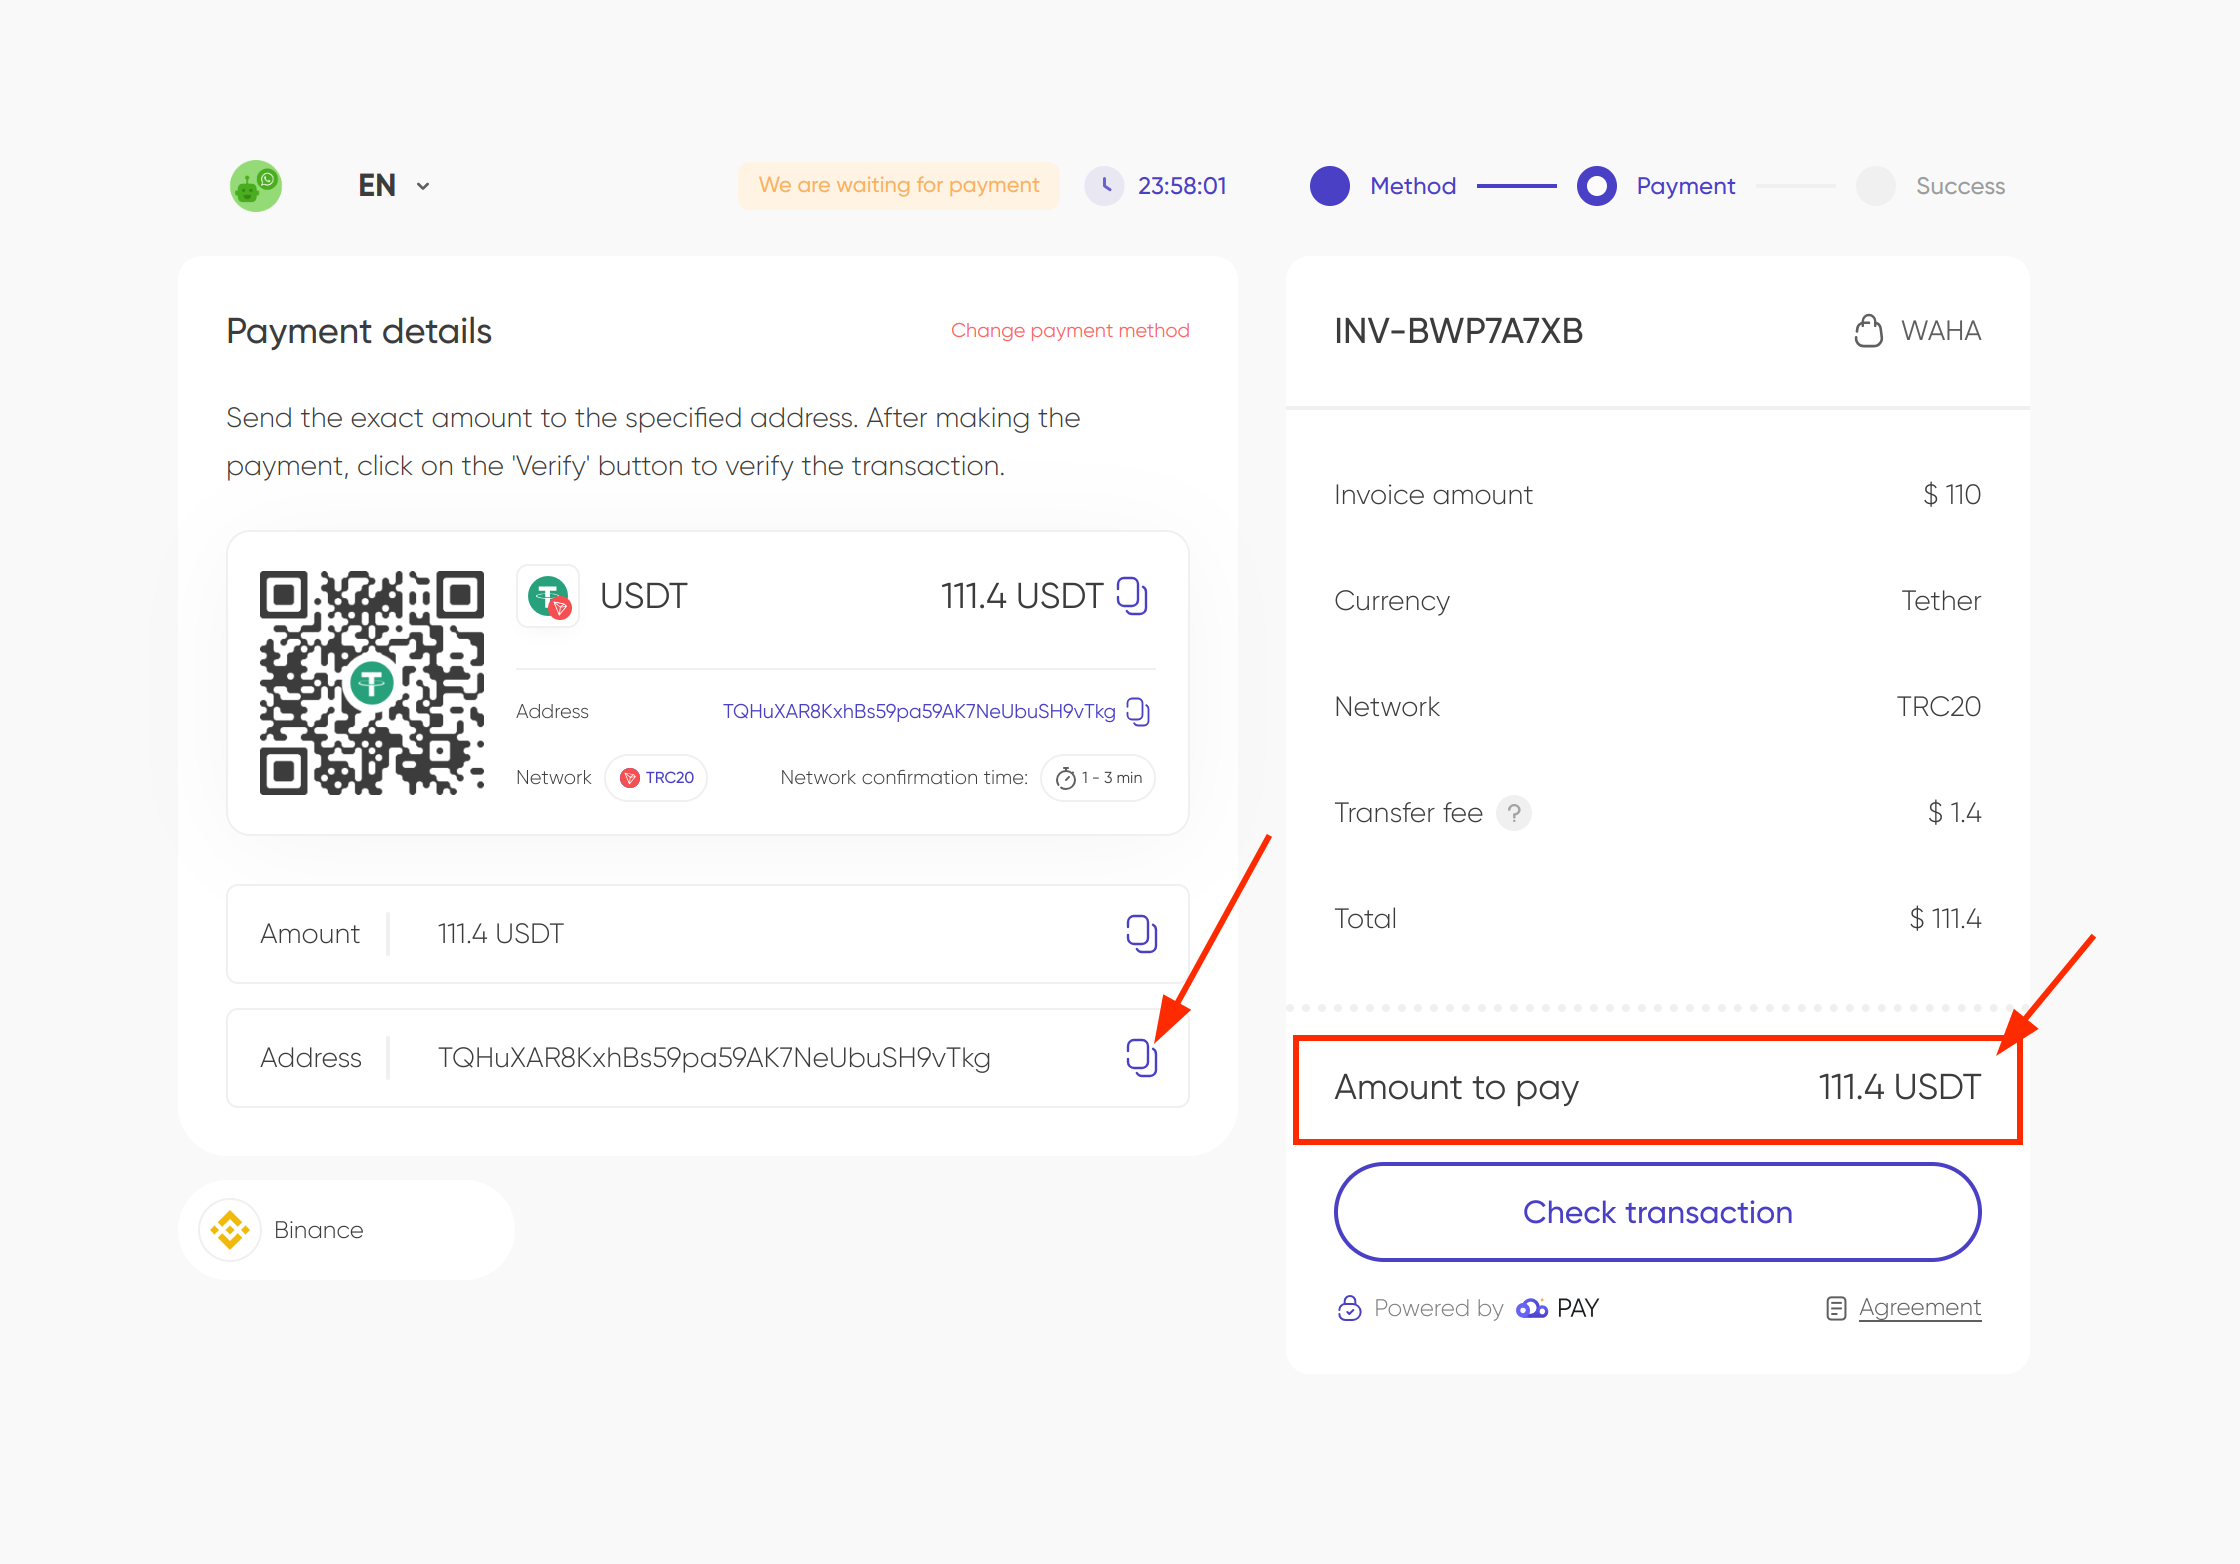 EN
We are waiting for payment
23:58:01
Method
Payment
Success
Payment details
Change payment method
Send the exact amount to the specified address. After making the
payment, click on the 'Verify' button to verify the transaction.
USDT
111.4 USDT
Address
TQHuXAR8KxhBs59pa59AK7NeUbuSH9vTkg
Network
TRC20
Network confirmation time:
1 - 3 min
Amount
111.4 USDT
Address
TQHuXAR8KxhBs59pa59AK7NeUbuSH9vTkg
Binance
INV-BWP7A7XB
WAHA
Invoice amount
$ 110
Currency
Tether
Network
TRC20
Transfer fee ?
$ 1.4
Total
$ 111.4
Amount to pay
111.4 USDT
Check transaction
Powered by PAY
Agreement